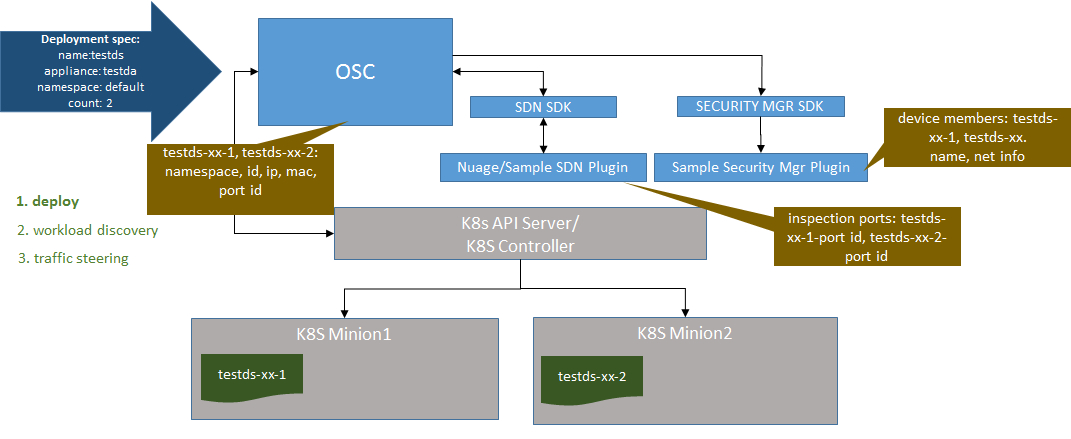 Deployment spec:
name:testds
appliance: testda
namespace: default
count: 2
OSC
SDN SDK
SECURITY MGR SDK
device members: testds-
xx-1, testds-xx.
name, net info
testds-xx-1, testds-xx-2:
namespace, id, ip, mac,
port id
Nuage/Sample SDN Plugin
Sample Security Mgr Plugin
1. deploy
2. workload discovery
3. traffic steering
K8s API Server/
K8S Controller
inspection ports: testds-
xx-1-port id, testds-xx-2-
port id
K8S Minion1
K8S Minion2
testds-xx-1
testds-xx-2